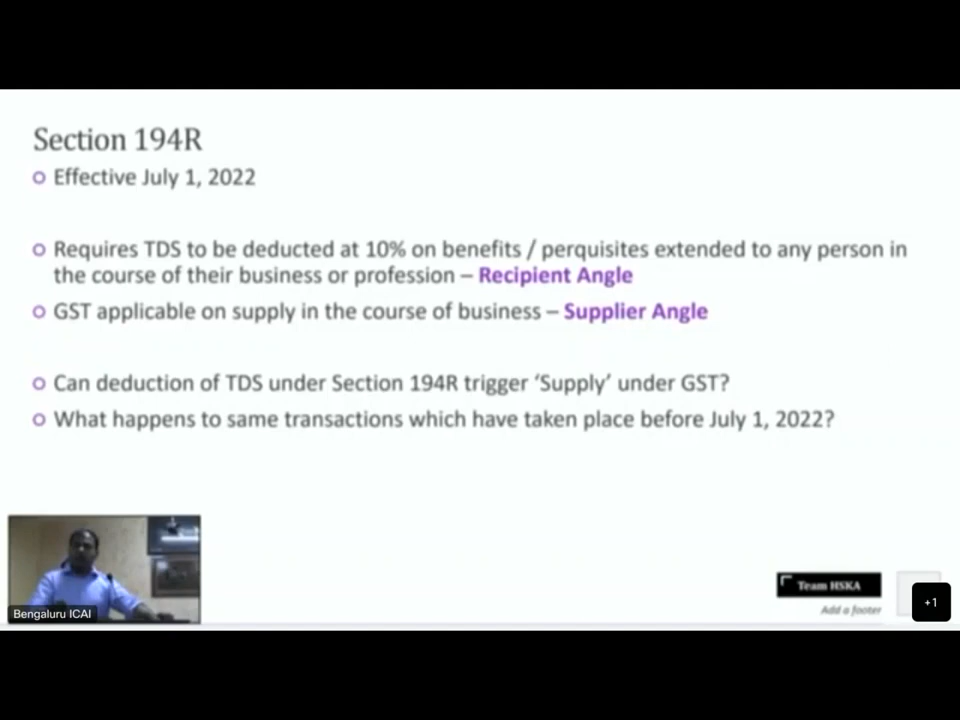 Section 194R
Effective July 1, 2022
Requires TDS to be deducted at 10% on benefits / perquisites extended to any person in
the course of their business or profession – Recipient Angle
GST applicable on supply in the course of business – Supplier Angle
Can deduction of TDS under Section 194R trigger ‘Supply’ under GST?
What happens to same transactions which have taken place before July 1, 2022?
Bengaluru ICAI
Team HSKA
Add a footer
+1